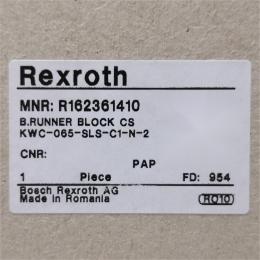 Rexroth
MNR: R162361410
B.RUNNER BLOCK CS
KWC-065-SLS-C1-N-2
CNR:
PAP
1 Piece FD: 954
Bosch Rexroth AG
Made in Romania RO10